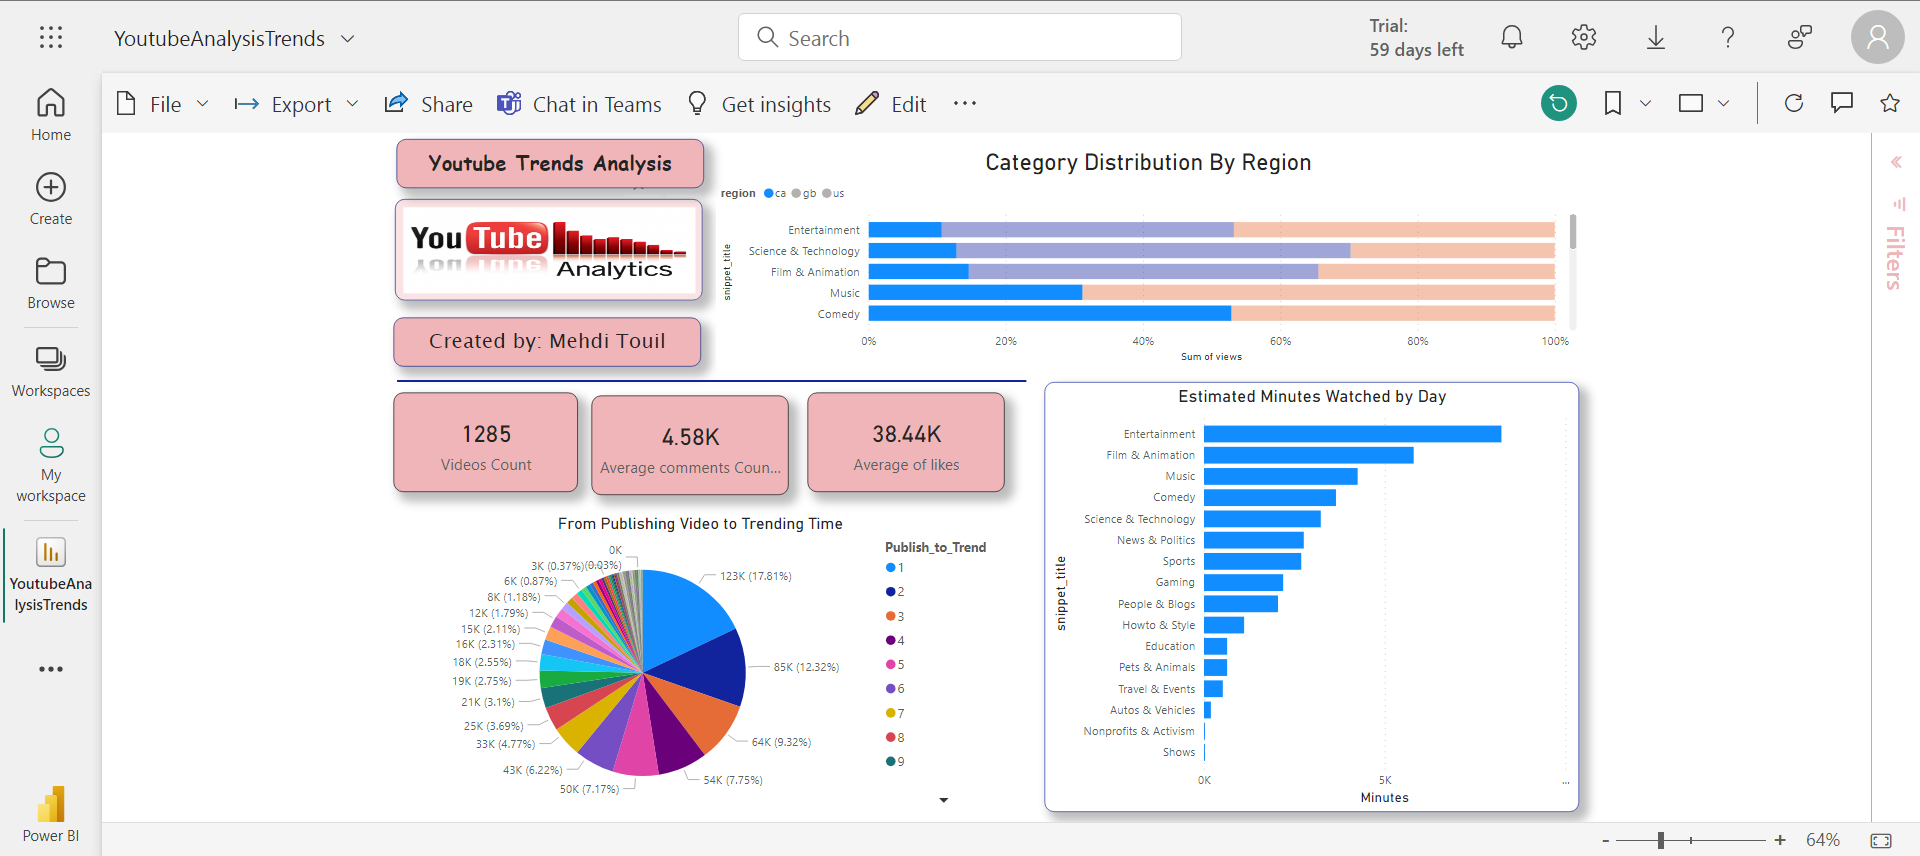 YoutubeAnalysisTrends
Search
Trial:
59 days left
Home
Create
Browse
Workspaces
My
workspace
YoutubeAna
lysisTrends
Power BI
File
Export
Share
Chat in Teams
Get insights
Edit
Youtube Trends Analysis
YouTube
Analytics
Created by: Mehdi Touil
Category Distribution By Region
region
ca
gb
us
snippet_title
Entertainment
Science & Technology
Film & Animation
Music
Comedy
0%
20%
40%
60%
80%
100%
Sum of views
Filters
1285
Videos Count
4.58K
Average comments Coun...
38.44K
Average of likes
From Publishing Video to Trending Time
0K
3K (0.37%)
(0.03%)
6K (0.87%)
8K (1.18%)
12K (1.79%)
15K (2.11%)
16K (2.31%)
18K (2.55%)
19K (2.75%)
21K (3.1%)
25K (3.69%)
33K (4.77%)
43K (6.22%)
50K (7.17%)
54K (7.75%)
64K (9.32%)
85K (12.32%)
123K (17.81%)
Publish_to_Trend
1
2
3
4
5
6
7
8
9
Estimated Minutes Watched by Day
snippet_title
Entertainment
Film & Animation
Music
Comedy
Science & Technology
News & Politics
Sports
Gaming
People & Blogs
Howto & Style
Education
Pets & Animals
Travel & Events
Autos & Vehicles
Nonprofits & Activism
Shows
0K
5K
...
Minutes
- +
64%